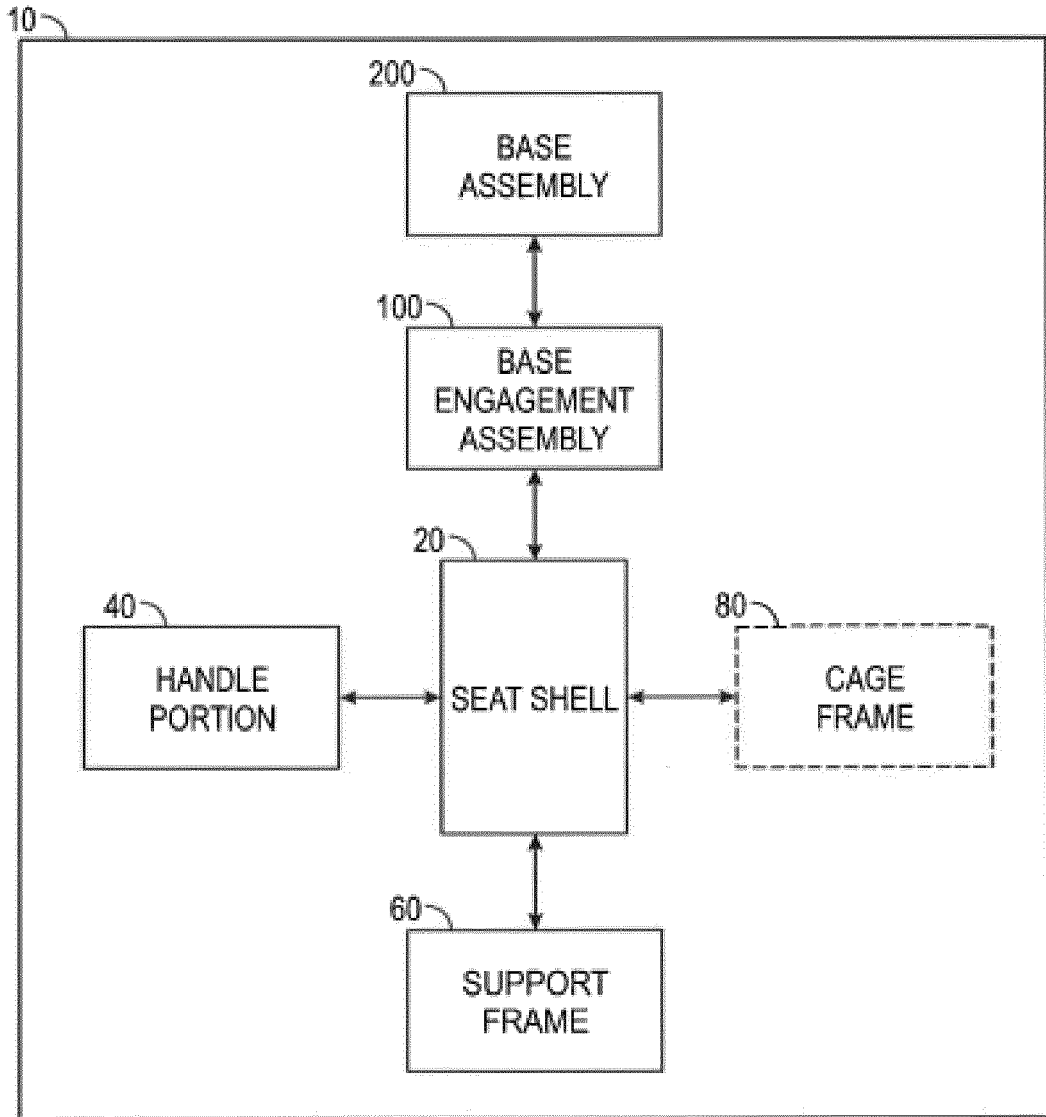 10
200
BASE
ASSEMBLY
100
BASE
ENGAGEMENT
ASSEMBLY
20
SEAT SHELL
40
HANDLE
PORTION
80
CAGE
FRAME
60
SUPPORT
FRAME